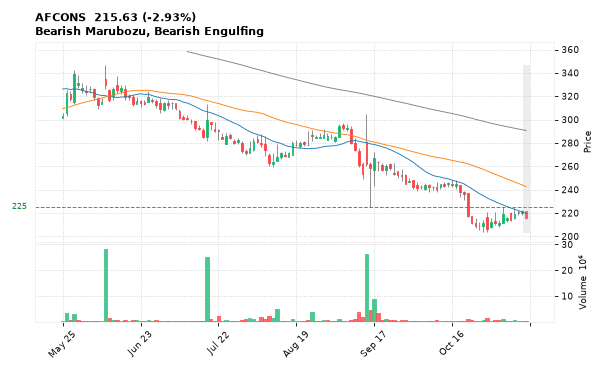 AFCONS 215.63 (-2.93%)
Bearish Marubozu, Bearish Engulfing
360
340
320
300
280
260
240
220
200
Price
225
30
20
10
Volume 10⁴
May 25
Jun 23
Jul 22
Aug 19
Sep 17
Oct 16